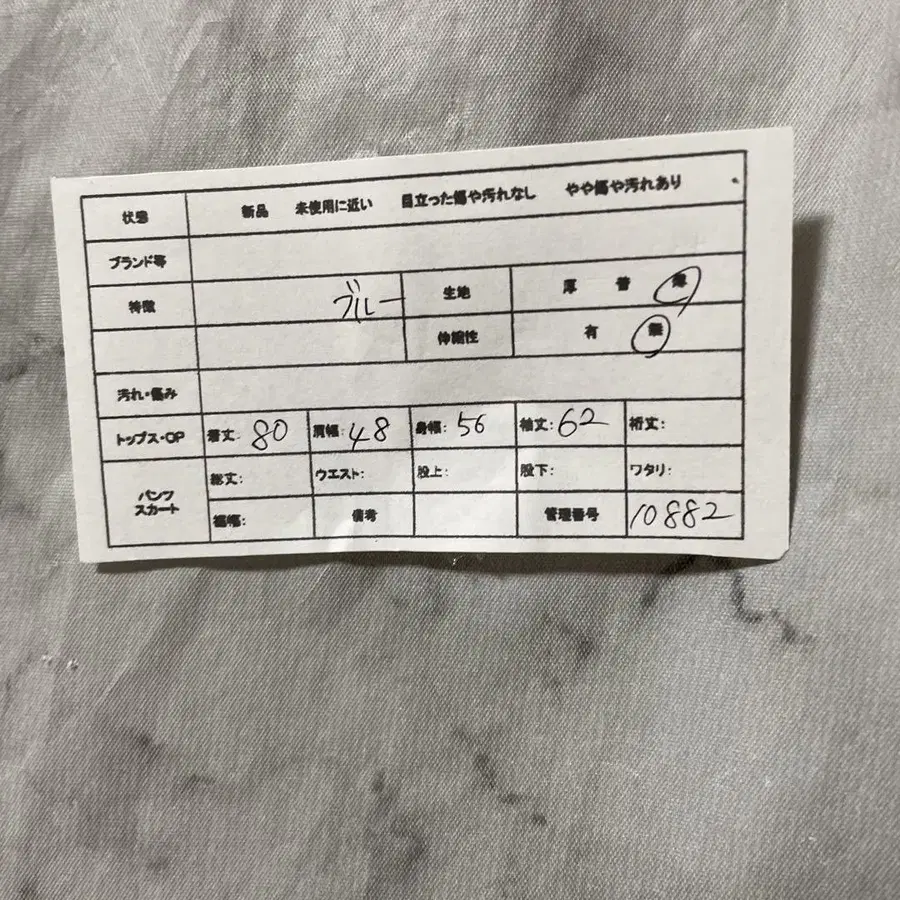 状態 新品 未使用に近い 目立った傷や汚れなし やや傷や汚れあり
ブランド等
特徴 ブルー 生地 厚 普 薄
伸縮性 有 無
汚れ・傷み
トップス・OP 着丈: 80 肩幅: 48 身幅: 56 袖丈: 62 裄丈:
パンツ スカート 総丈: ウエスト: 股上: 股下: ワタリ:
裾幅: 備考 管理番号 10882